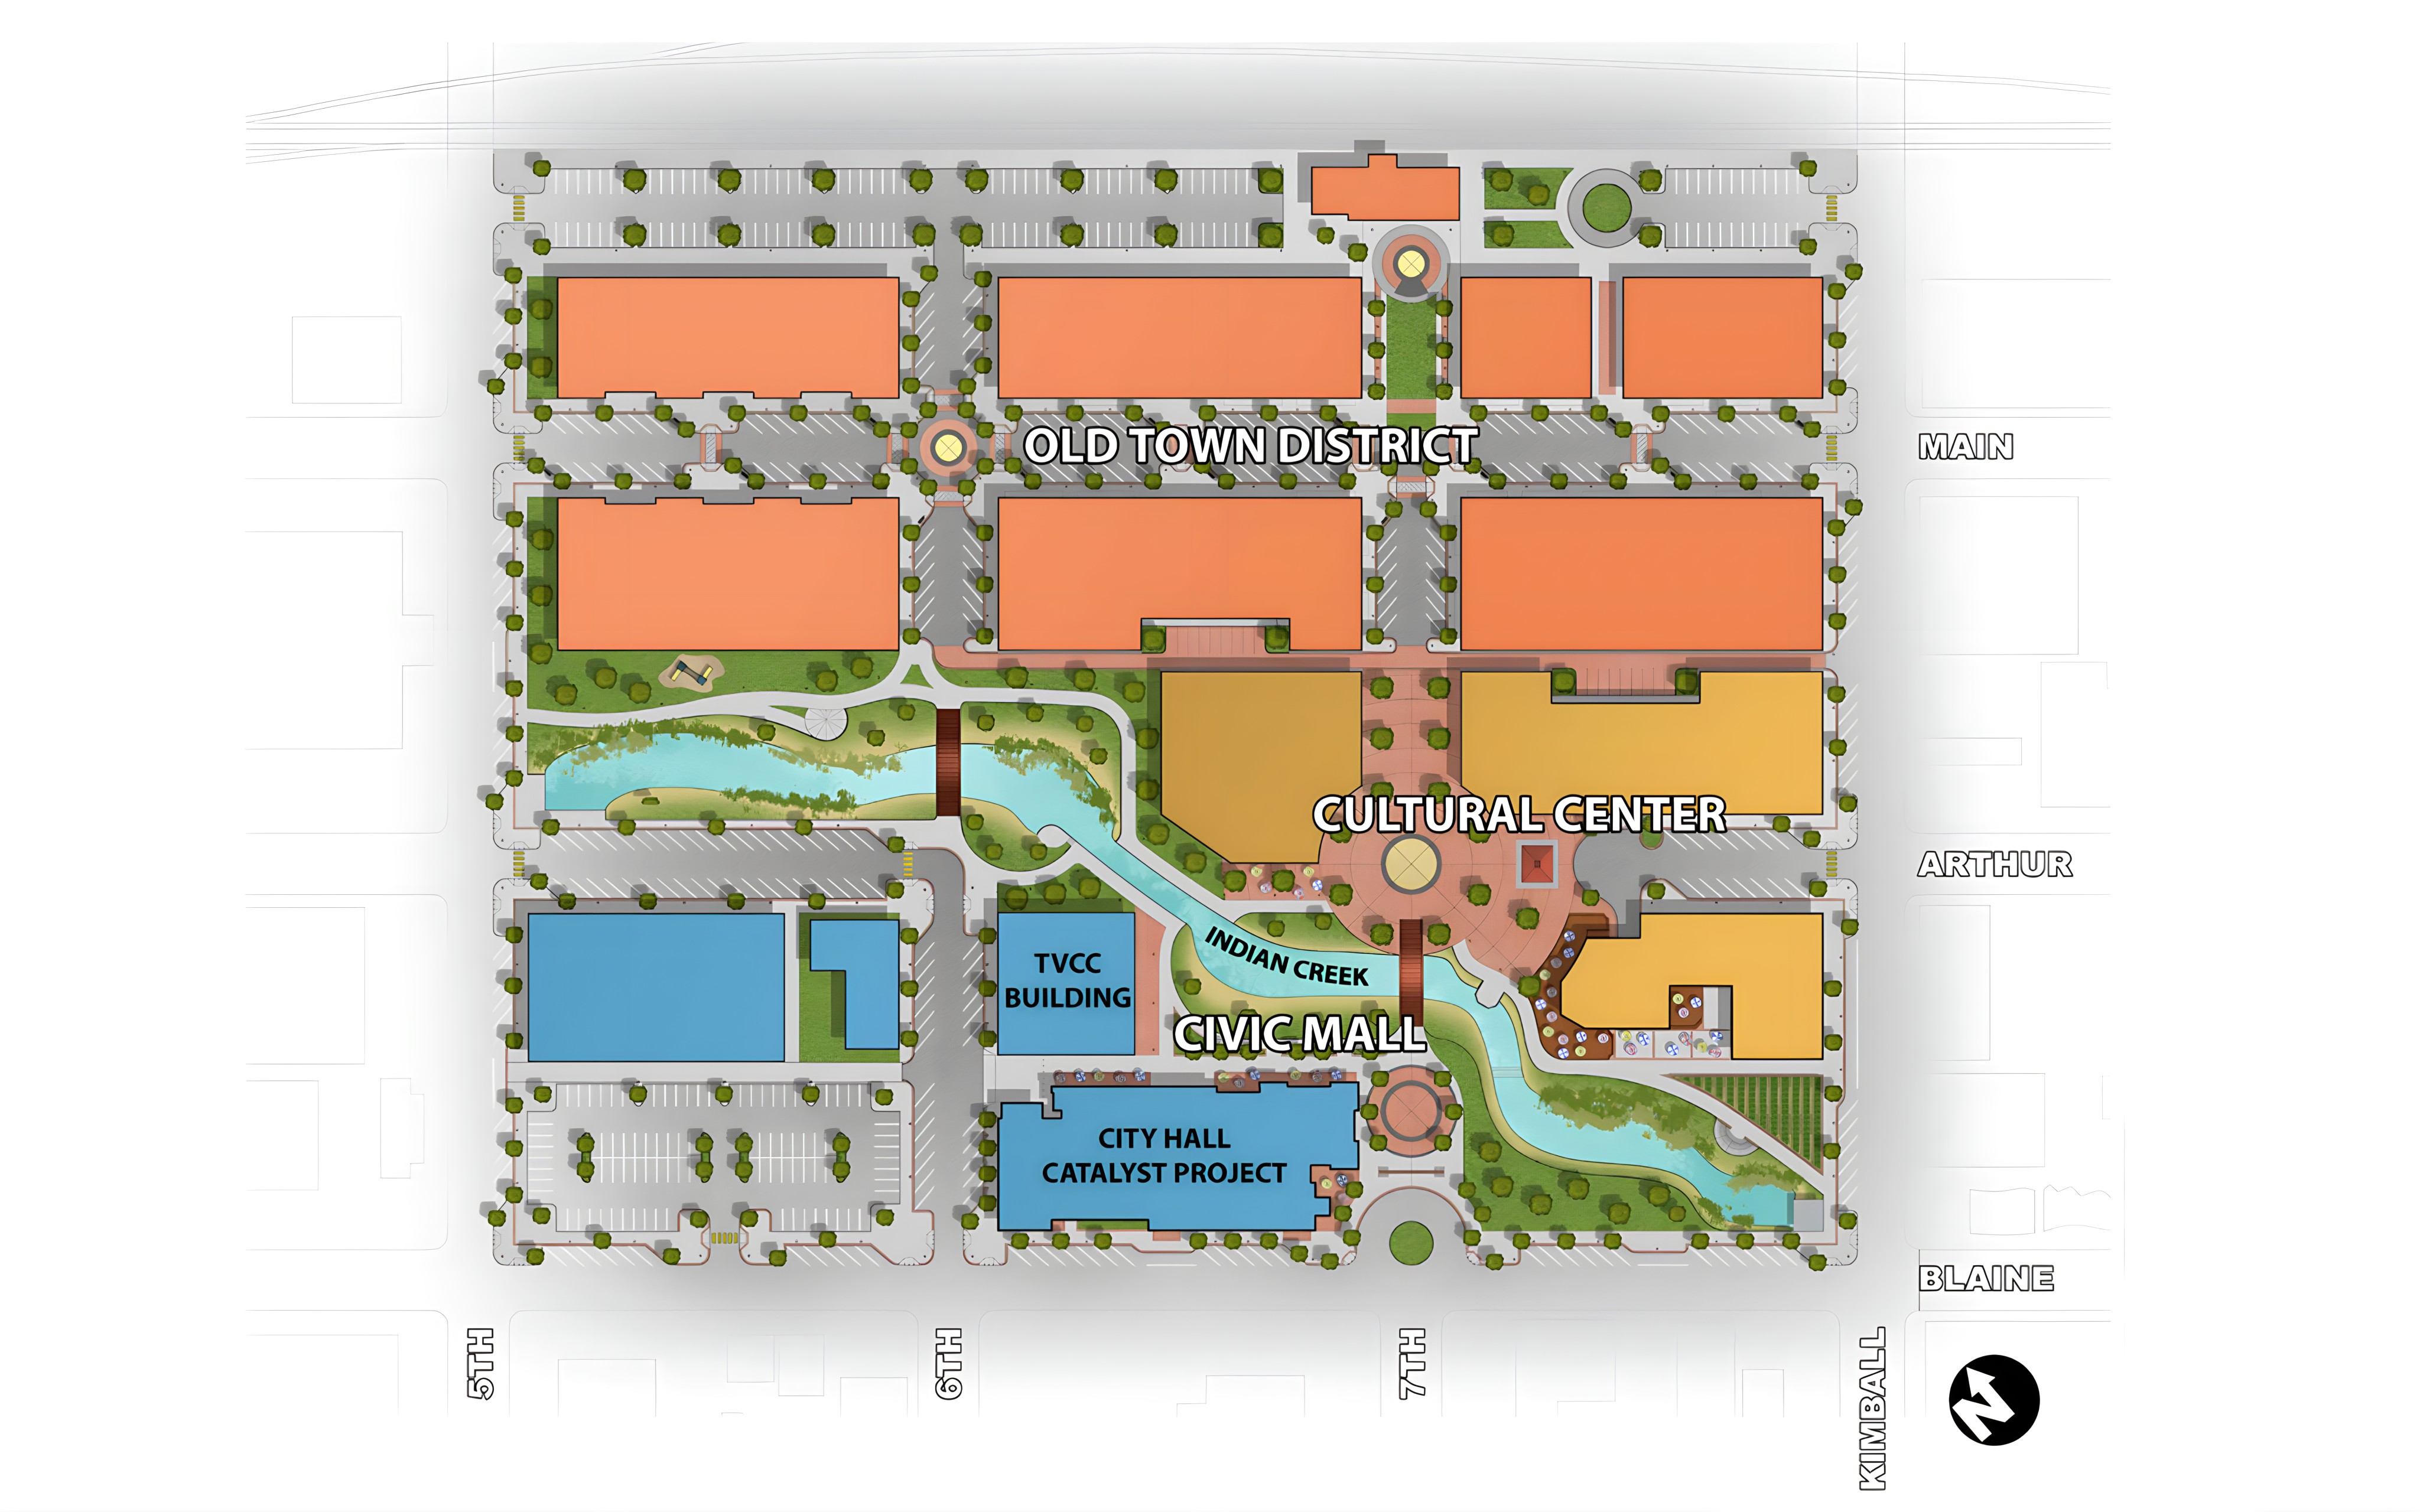 OLD TOWN DISTRICT
MAIN
CULTURAL CENTER
ARTHUR
INDIAN CREEK
TVCC
BUILDING
CIVIC MALL
CITY HALL
CATALYST PROJECT
BLAINE
5TH
6TH
7TH
KIMBALL
N